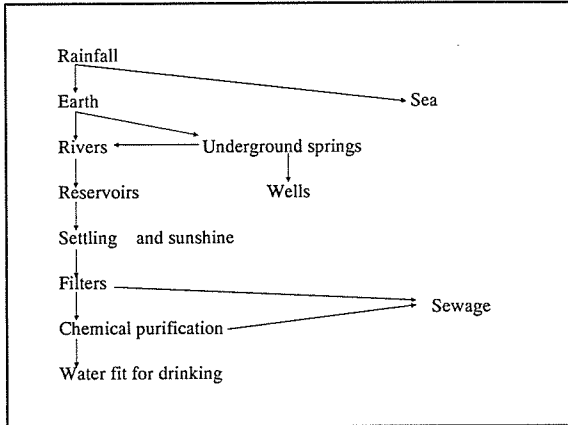 Rainfall
Earth
Sea
Rivers
Underground springs
Reservoirs
Wells
Settling and sunshine
Filters
Sewage
Chemical purification
Water fit for drinking